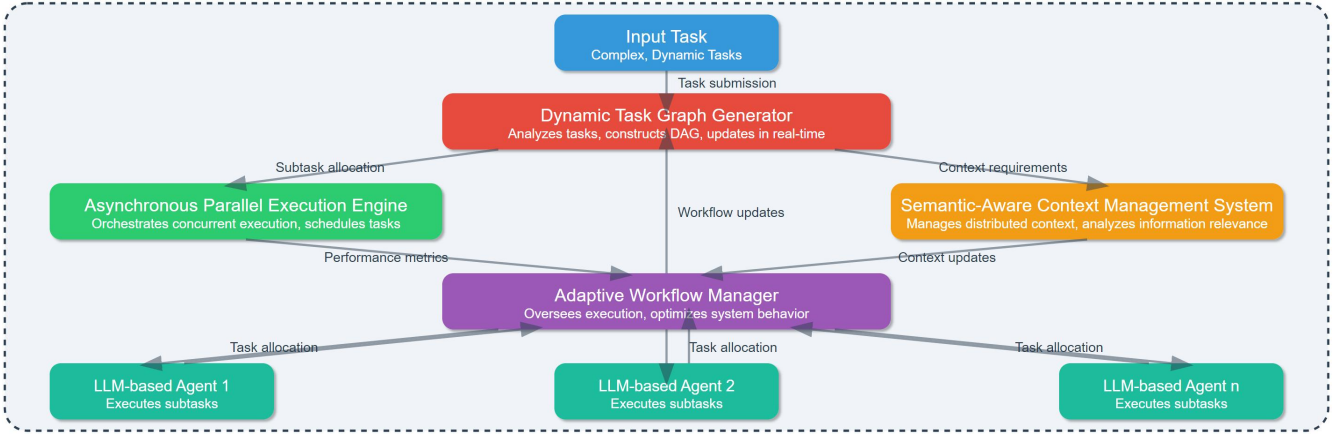 Input Task
Complex, Dynamic Tasks
Task submission
Dynamic Task Graph Generator
Analyzes tasks, constructs DAG, updates in real-time
Subtask allocation
Context requirements
Asynchronous Parallel Execution Engine
Orchestrates concurrent execution, schedules tasks
Workflow updates
Semantic-Aware Context Management System
Manages distributed context, analyzes information relevance
Performance metrics
Context updates
Adaptive Workflow Manager
Oversees execution, optimizes system behavior
Task allocation
Task allocation
Task allocation
LLM-based Agent 1
Executes subtasks
LLM-based Agent 2
Executes subtasks
LLM-based Agent n
Executes subtasks